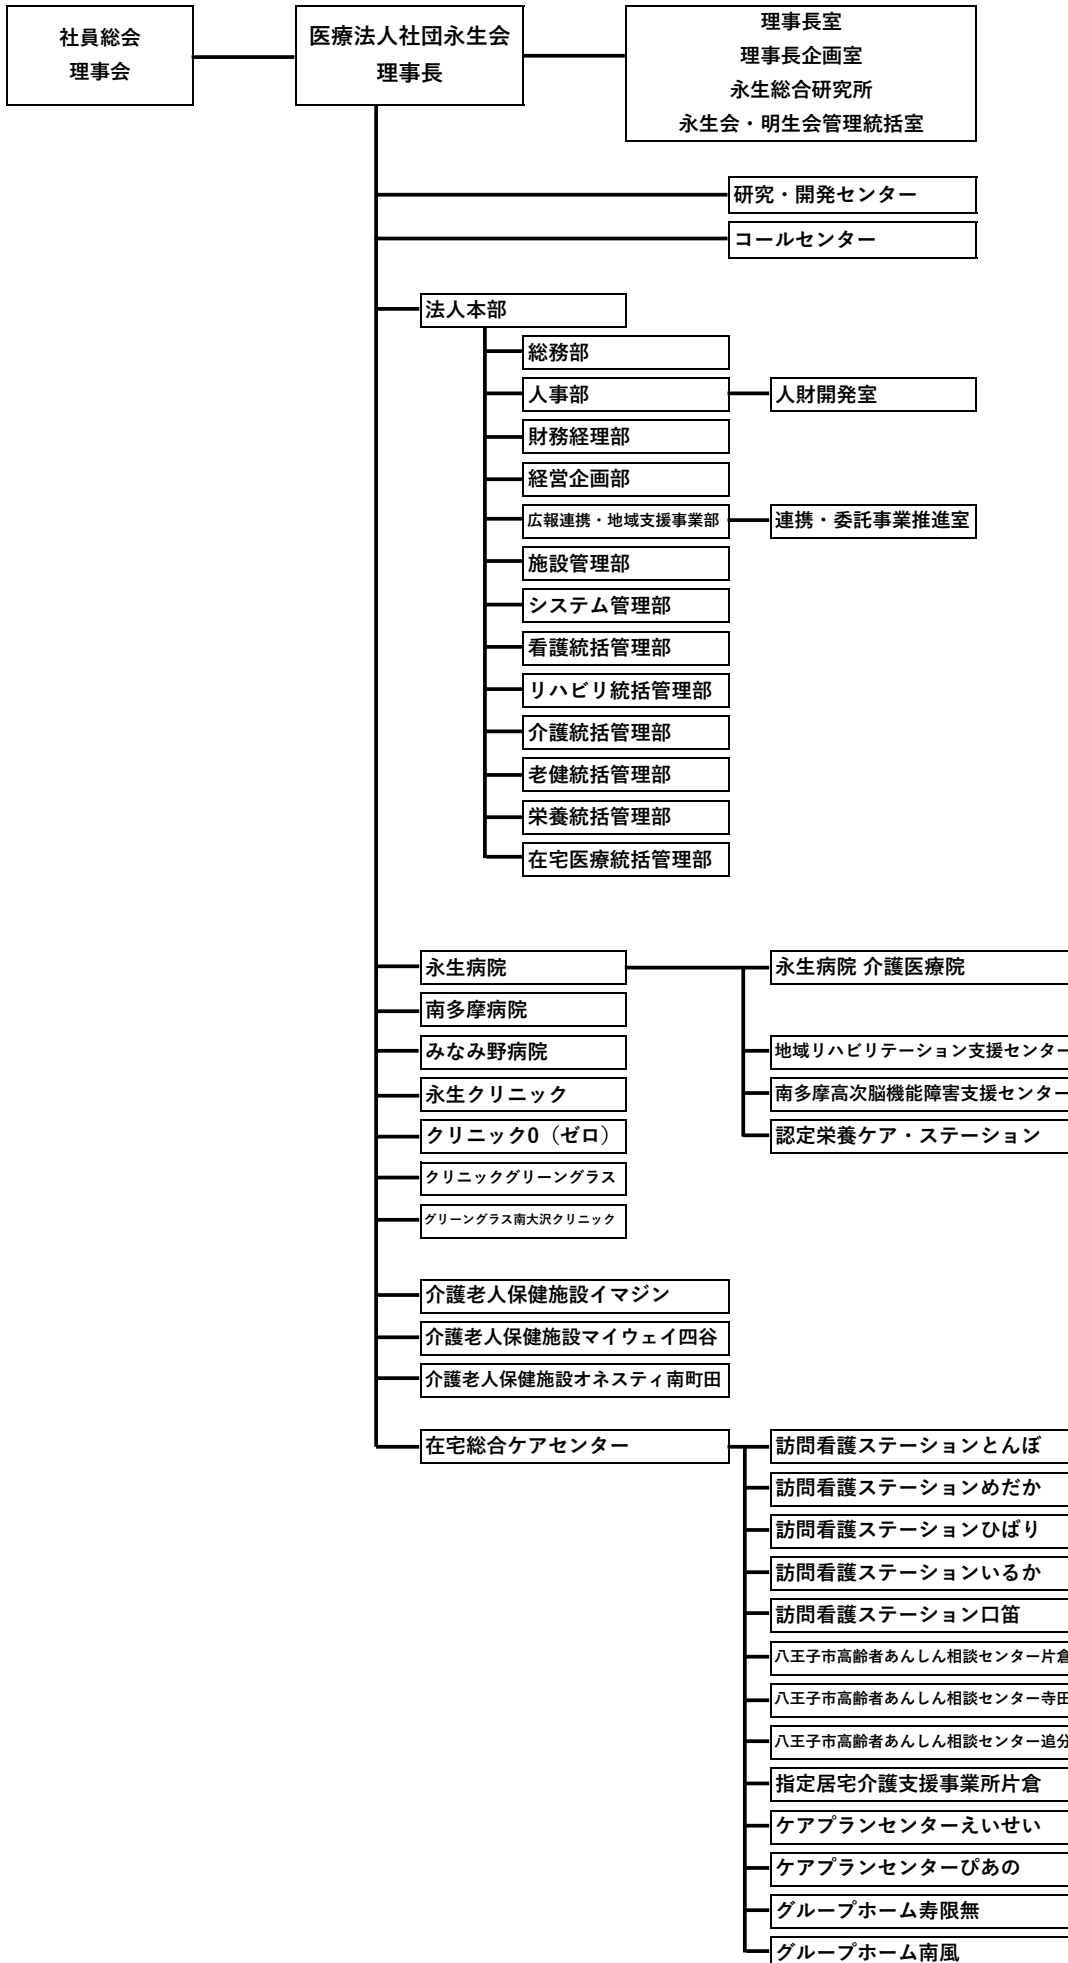 社員総会
理事会
医療法人社団永生会
理事長
理事長室
理事長企画室
永生総合研究所
永生会・明生会管理統括室
研究・開発センター
コールセンター
法人本部
総務部
人事部
人財開発室
財務経理部
経営企画部
広報連携・地域支援事業部
連携・委託事業推進室
施設管理部
システム管理部
看護統括管理部
リハビリ統括管理部
介護統括管理部
老健統括管理部
栄養統括管理部
在宅医療統括管理部
永生病院
永生病院 介護医療院
南多摩病院
みなみ野病院
地域リハビリテーション支援センター
永生クリニック
南多摩高次脳機能障害支援センター
クリニック0（ゼロ）
認定栄養ケア・ステーション
クリニックグリーングラス
グリーングラス南大沢クリニック
介護老人保健施設イマジン
介護老人保健施設マイウェイ四谷
介護老人保健施設オネスティ南町田
在宅総合ケアセンター
訪問看護ステーションとんぼ
訪問看護ステーションめだか
訪問看護ステーションひばり
訪問看護ステーションいるか
訪問看護ステーション口笛
八王子市高齢者あんしん相談センター片倉
八王子市高齢者あんしん相談センター寺田
八王子市高齢者あんしん相談センター追分
指定居宅介護支援事業所片倉
ケアプランセンターえいせい
ケアプランセンターぴあの
グループホーム寿限無
グループホーム南風